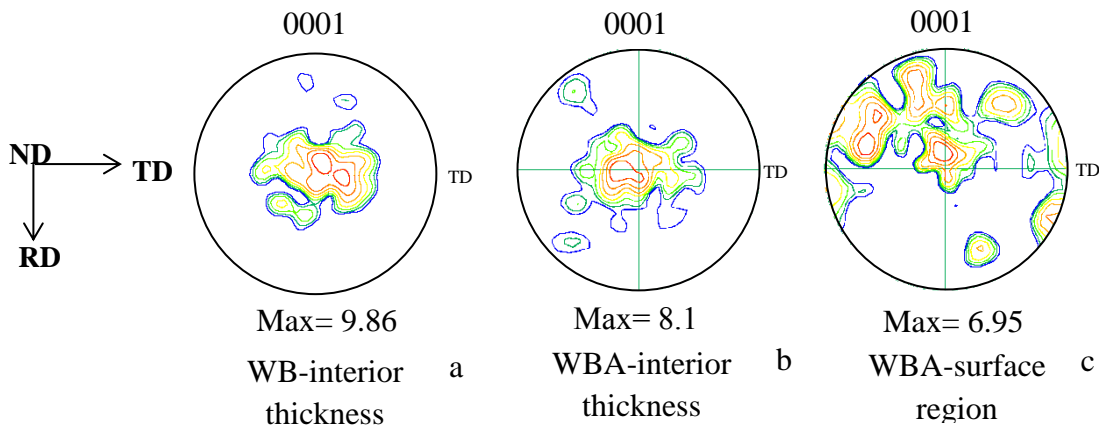 0001
0001
0001
ND
TD
RD
TD
TD
TD
Max= 9.86
Max= 8.1
Max= 6.95
WB-interior
thickness
a
WBA-interior
thickness
b
WBA-surface
region
c